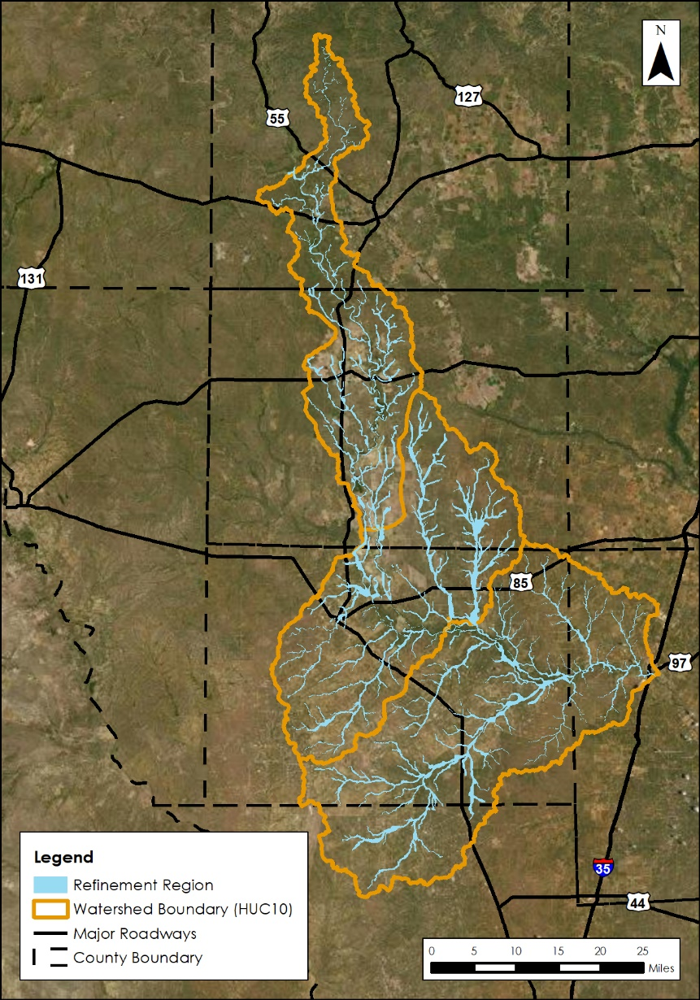 N
127
55
131
85
97
35
44
Legend
Refinement Region
Watershed Boundary (HUC10)
Major Roadways
County Boundary
0 5 10 15 20 25
Miles